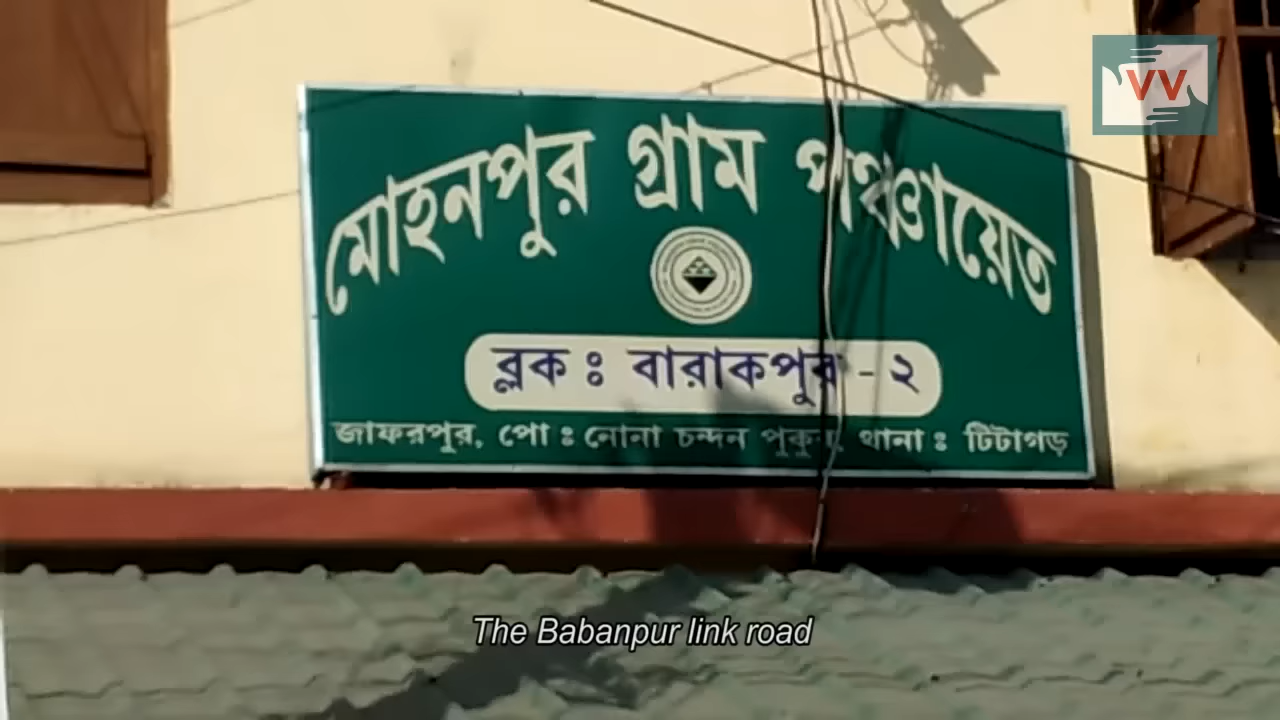 VV
মোহনপুর গ্রাম পঞ্চায়েত
ব্লক ঃ বারাকপুর - ২
জাফরপুর, পো ঃ নোনা চন্দন পুকুর, থানা ঃ টিটাগড়
The Babanpur link road